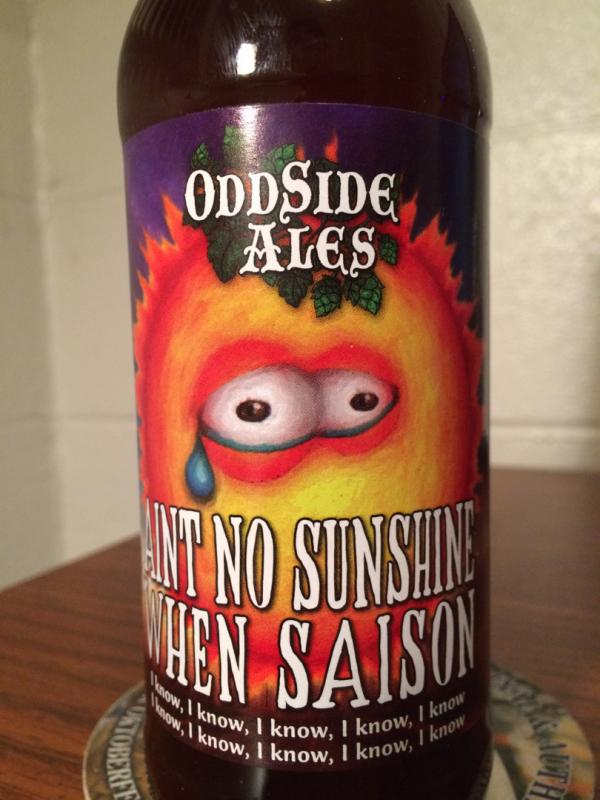 ODDSIDE
ALES
AINT NO SUNSHINE
WHEN SAISON
I know, I know, I know, I know, I know
I know, I know, I know, I know, I know